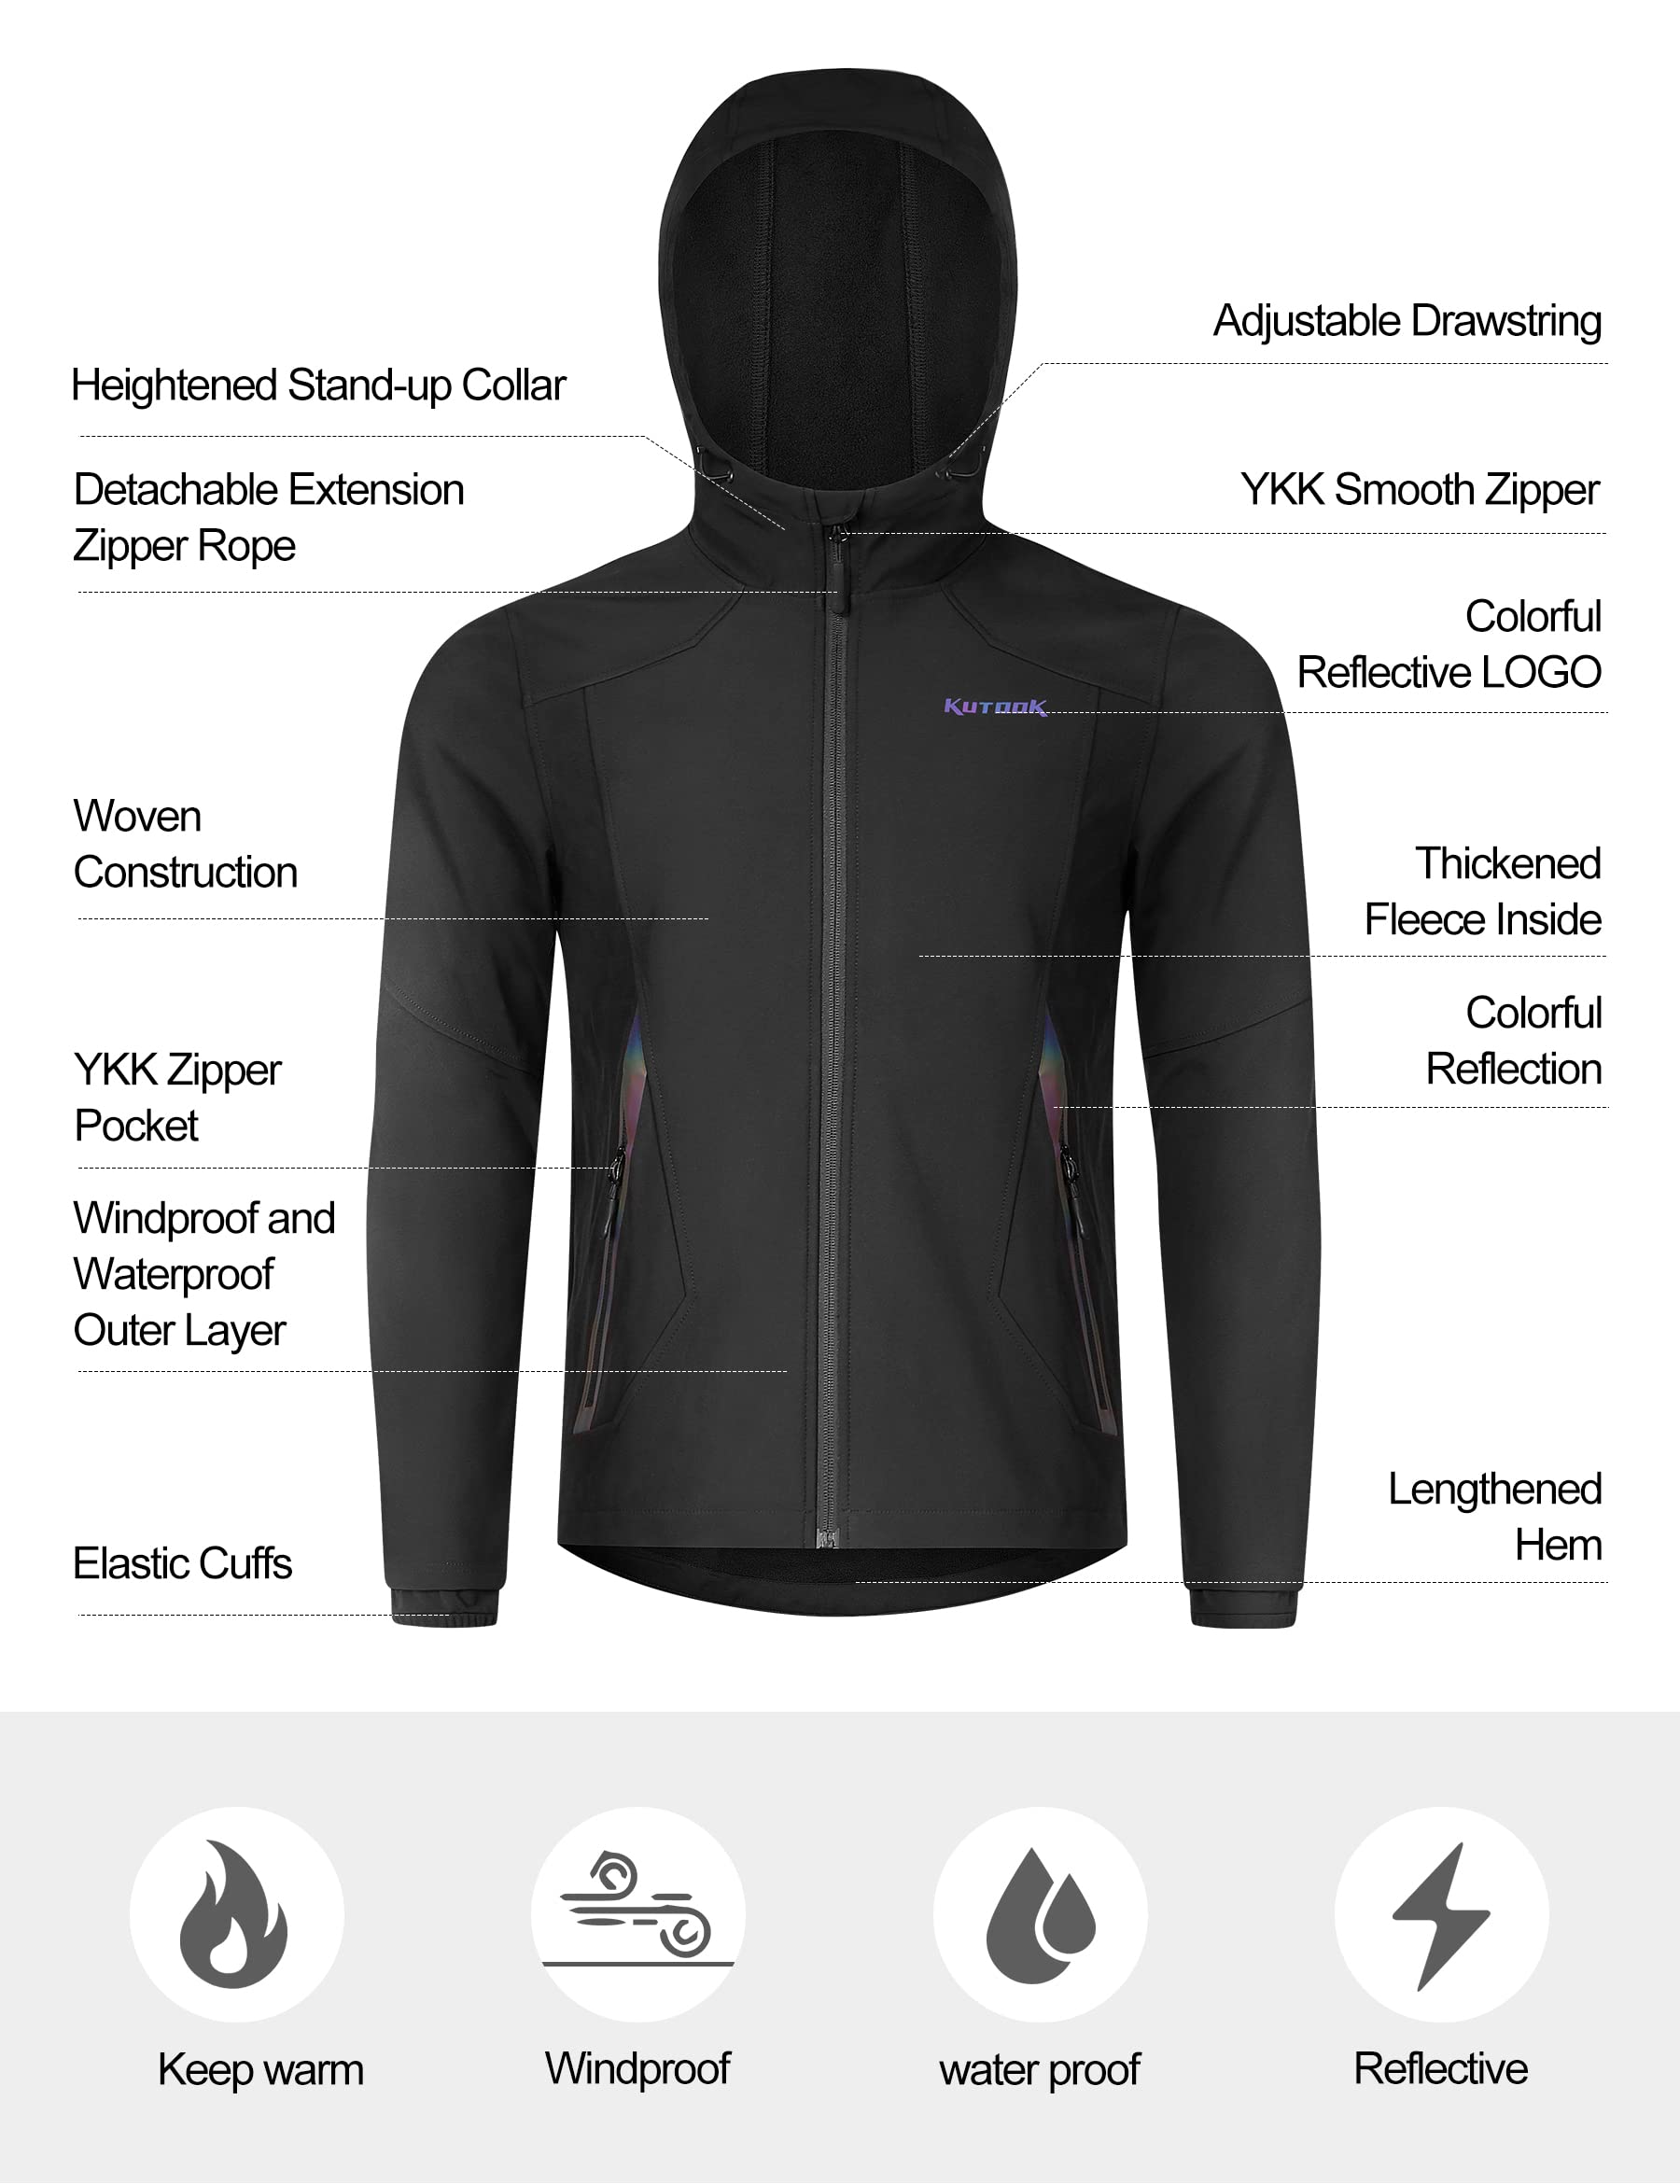 Adjustable Drawstring
Heightened Stand-up Collar
Detachable Extension
Zipper Rope
YKK Smooth Zipper
Colorful
Reflective LOGO
KUTOOK
Woven
Construction
Thickened
Fleece Inside
Colorful
Reflection
YKK Zipper
Pocket
Windproof and
Waterproof
Outer Layer
Lengthened
Hem
Elastic Cuffs
Keep warm
Windproof
water proof
Reflective